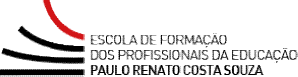 ESCOLA DE FORMAÇÃO
DOS PROFISSIONAIS DA EDUCAÇÃO
PAULO RENATO COSTA SOUZA